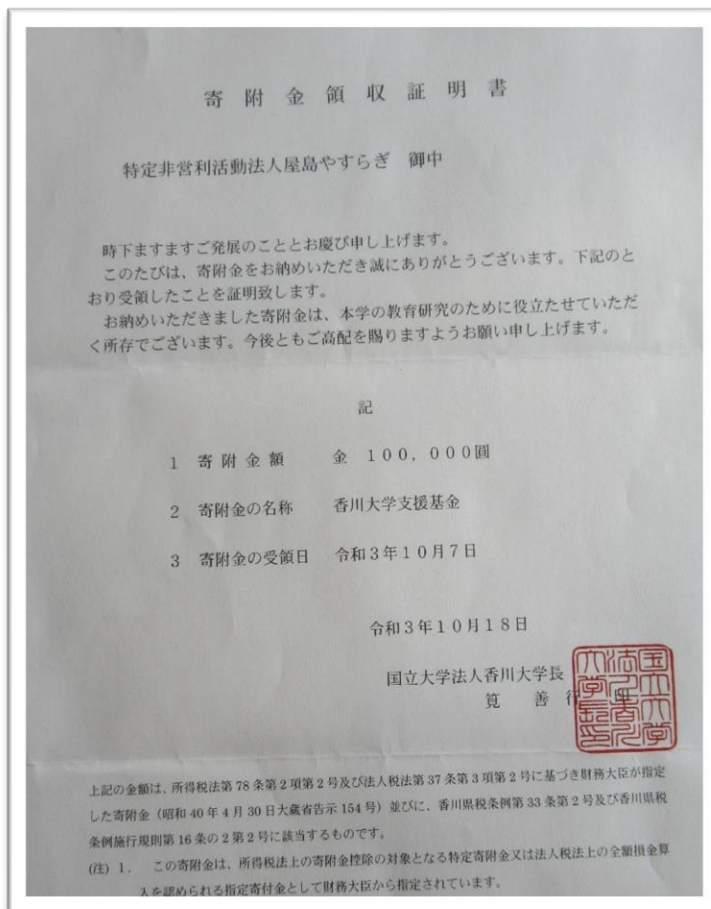 寄附金領収証明書
特定非営利活動法人屋島やすらぎ 御中
時下ますますご発展のこととお慶び申し上げます。
このたびは、寄附金をお納めいただき誠にありがとうございます。下記のと
おり受領したことを証明致します。
お納めいただきました寄附金は、本学の教育研究のために役立たせていただ
く所存でございます。今後ともご高配を賜りますようお願い申し上げます。
記
1 寄附金額 金 100,000圓
2 寄附金の名称 香川大学支援基金
3 寄附金の受領日 令和3年10月7日
令和3年10月18日
国立大学法人香川大学長
筧 善行
国立大学法人香川大学長印
上記の金額は、所得税法第78条第2項第2号及び法人税法第37条第3項第2号に基づき財務大臣が指定
した寄附金（昭和40年4月30日大蔵省告示154号）並びに、香川県税条例第33条第2号及び香川県税
条例施行規則第16条の2第2号に該当するものです。
(注) 1. この寄附金は、所得税法上の寄附金控除の対象となる特定寄附金又は法人税法上の全額損金算
入を認められる指定寄付金として財務大臣から指定されています。